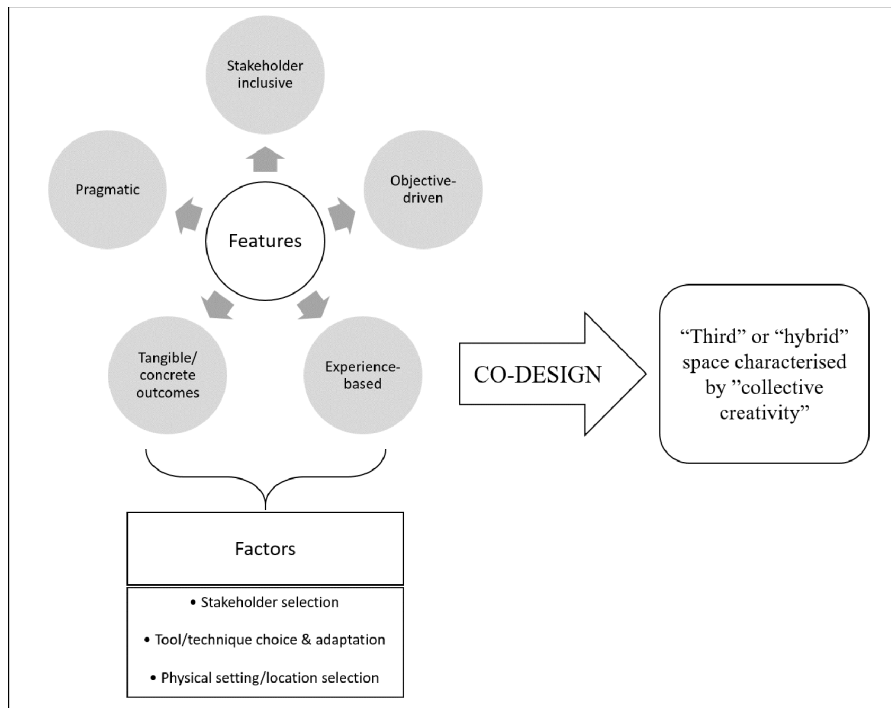 Stakeholder
inclusive
Pragmatic
Objective-
driven
Features
Tangible/
concrete
outcomes
Experience-
based
CO-DESIGN
“Third” or “hybrid”
space characterised
by ”collective
creativity”
Factors
• Stakeholder selection
• Tool/technique choice & adaptation
• Physical setting/location selection